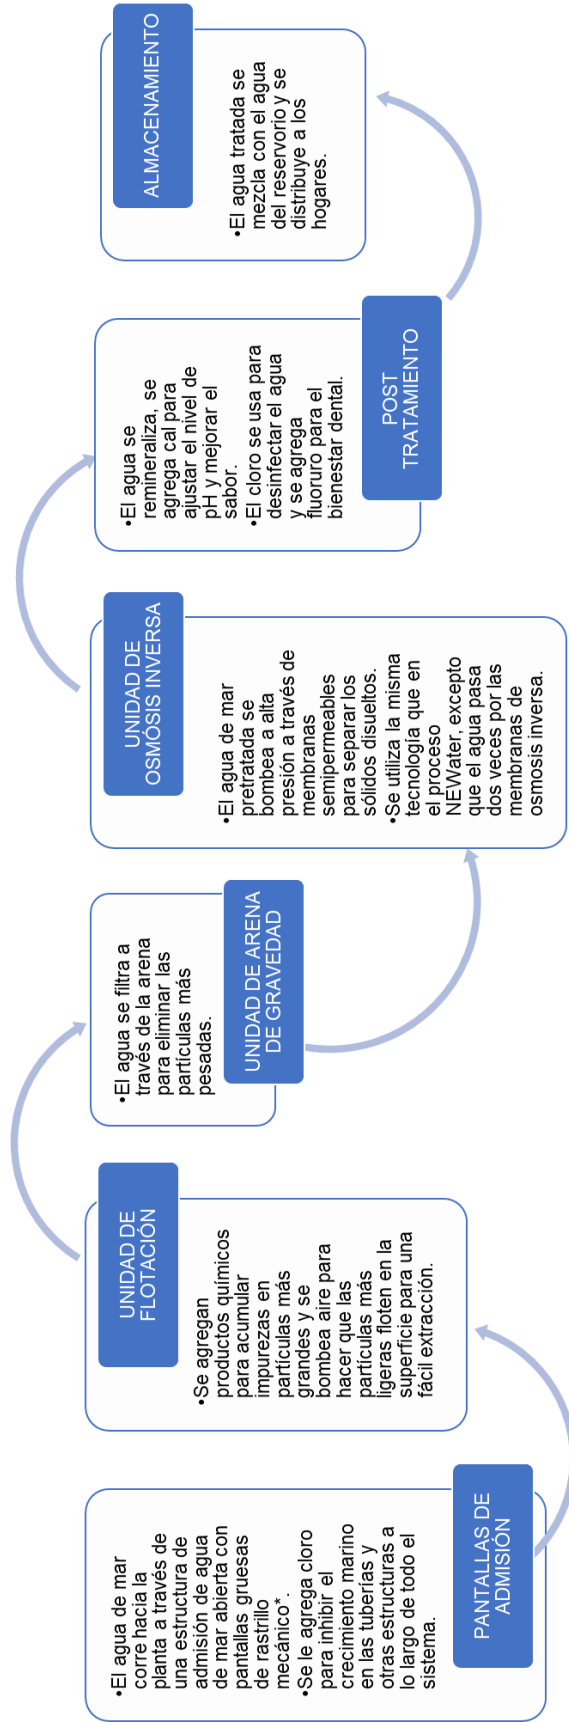 •El agua de mar
corre hacia la
planta a través de
una estructura de
admisión de agua
de mar abierta con
pantallas gruesas
de rastrillo
mecánico*.
•Se le agrega cloro
para inhibir el
crecimiento marino
en las tuberías y
otras estructuras a
lo largo de todo el
sistema.
PANTALLAS DE
ADMISIÓN
UNIDAD DE
FLOTACIÓN
•Se agregan
productos químicos
para acumular
impurezas en
partículas más
grandes y se
bombea aire para
hacer que las
partículas más
ligeras floten en la
superficie para una
fácil extracción.
•El agua se filtra a
través de la arena
para eliminar las
partículas más
pesadas.
UNIDAD DE ARENA
DE GRAVEDAD
UNIDAD DE
OSMÓSIS INVERSA
•El agua de mar
pretratada se
bombea a alta
presión a través de
membranas
semipermeables
para separar los
sólidos disueltos.
•Se utiliza la misma
tecnología que en
el proceso
NEWater, excepto
que el agua pasa
dos veces por las
membranas de
osmosis inversa.
•El agua se
remineraliza, se
agrega cal para
ajustar el nivel de
pH y mejorar el
sabor.
•El cloro se usa para
desinfectar el agua
y se agrega
fluoruro para el
bienestar dental.
POST
TRATAMIENTO
ALMACENAMIENTO
•El agua tratada se
mezcla con el agua
del reservorio y se
distribuye a los
hogares.